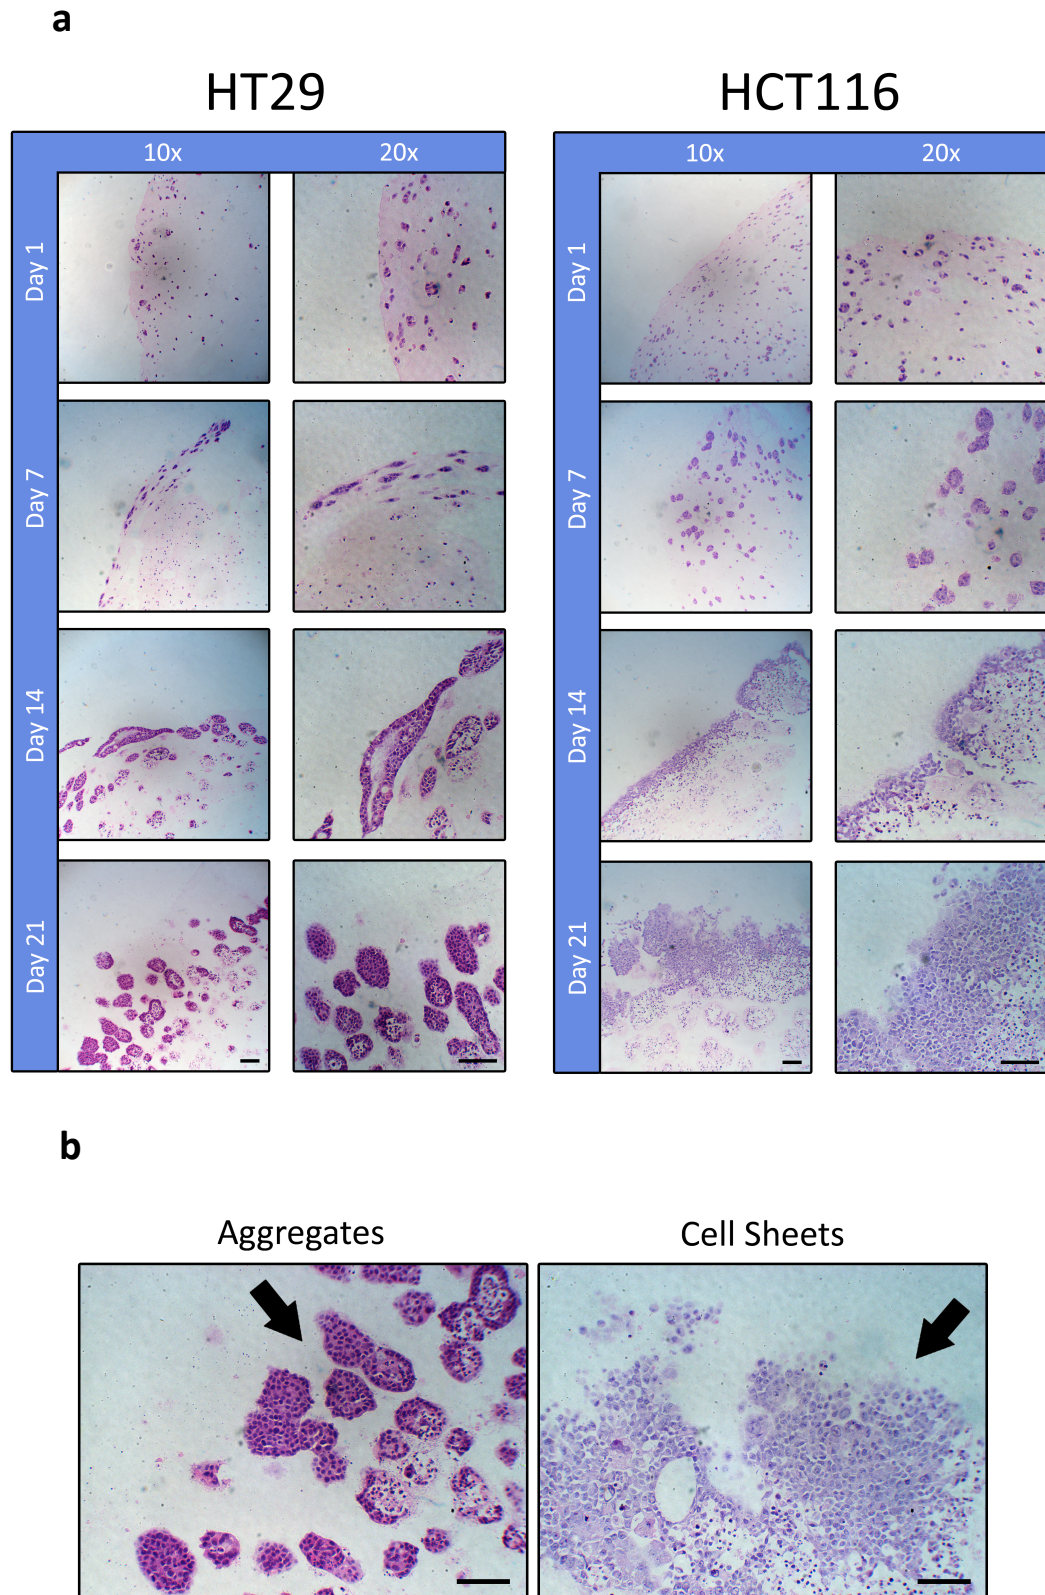 a
HT29
HCT116
10x
20x
10x
20x
Day 1
Day 1
Day 7
Day 7
Day 14
Day 14
Day 21
Day 21
b
Aggregates
Cell Sheets